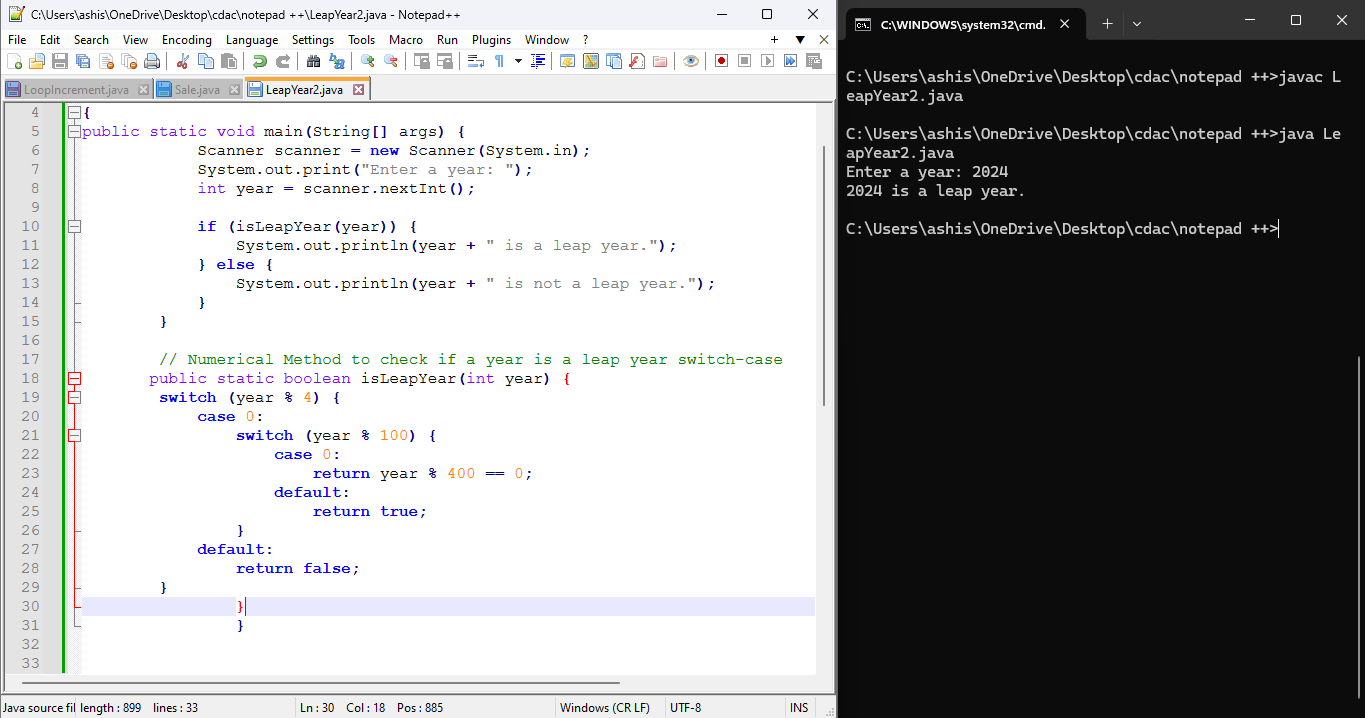 C:\Users\ashis\OneDrive\Desktop\cdac\notepad ++\LeapYear2.java - Notepad++
File Edit Search View Encoding Language Settings Tools Macro Run Plugins Window ? + ▼ X
LoopIncrement.java Sale.java LeapYear2.java
4 {
5 public static void main(String[] args) {
6 Scanner scanner = new Scanner(System.in);
7 System.out.print("Enter a year: ");
8 int year = scanner.nextInt();
9
10 if (isLeapYear(year)) {
11 System.out.println(year + " is a leap year.");
12 } else {
13 System.out.println(year + " is not a leap year.");
14 }
15 }
16
17 // Numerical Method to check if a year is a leap year switch-case
18 public static boolean isLeapYear(int year) {
19 switch (year % 4) {
20 case 0:
21 switch (year % 100) {
22 case 0:
23 return year % 400 == 0;
24 default:
25 return true;
26 }
27 default:
28 return false;
29 }
30 }
31 }
32
33
Java source fil length : 899 lines : 33 Ln : 30 Col : 18 Pos : 885 Windows (CR LF) UTF-8 INS
C:\WINDOWS\system32\cmd.
C:\Users\ashis\OneDrive\Desktop\cdac\notepad ++>javac L
eapYear2.java
C:\Users\ashis\OneDrive\Desktop\cdac\notepad ++>java Le
apYear2.java
Enter a year: 2024
2024 is a leap year.
C:\Users\ashis\OneDrive\Desktop\cdac\notepad ++>